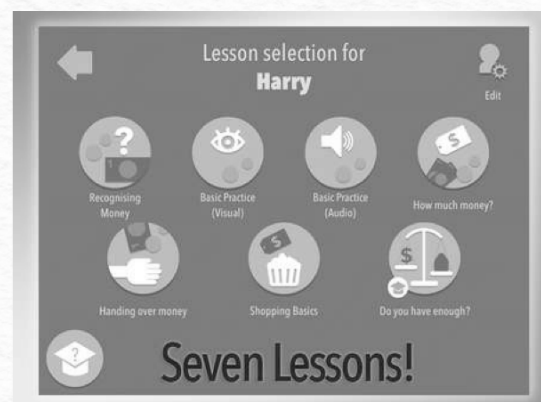 Lesson selection for
Harry
Edit
?
Recognising
Money
Basic Practice
(Visual)
Basic Practice
(Audio)
$
How much money?
Handing over money
$
Shopping Basics
$
Do you have enough?
?
Seven Lessons!